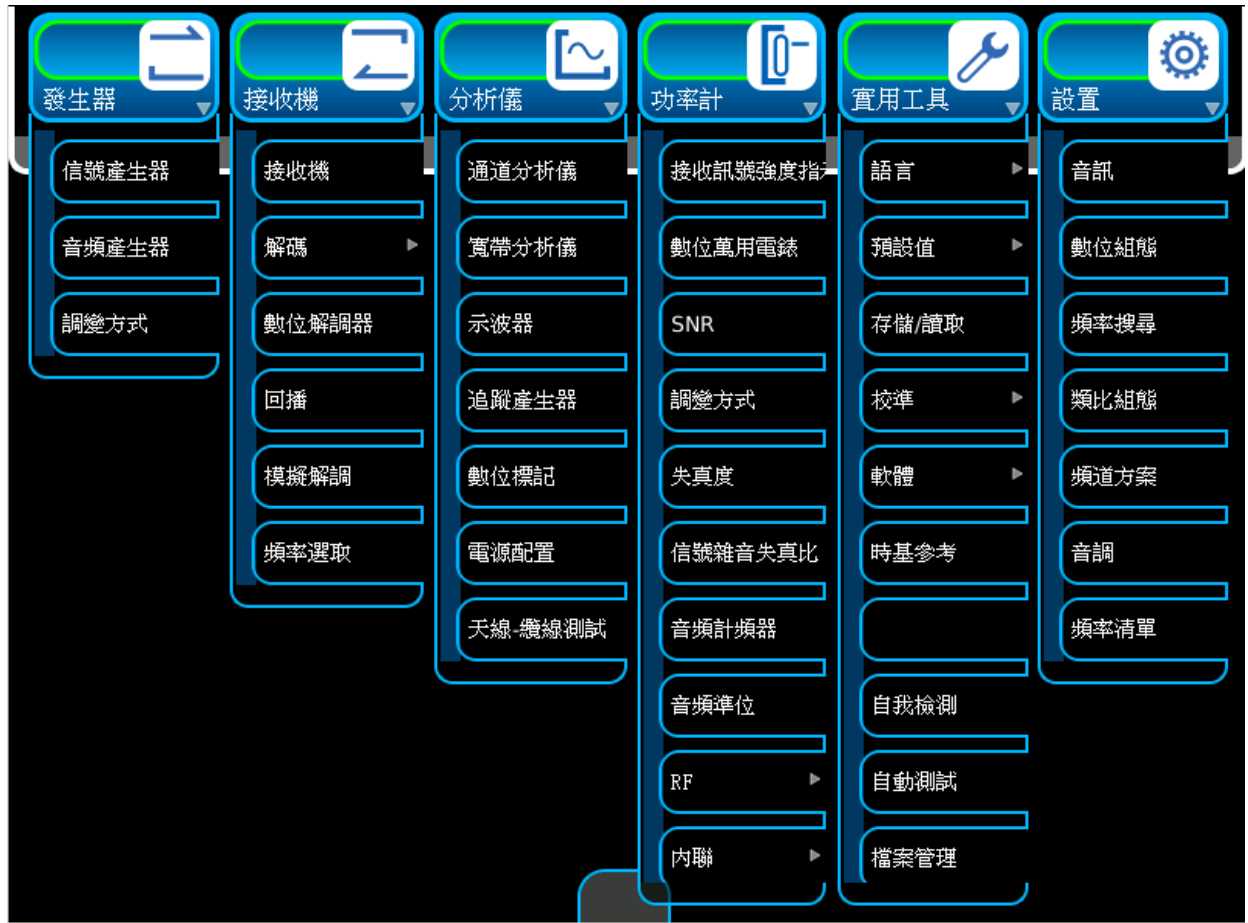 發生器
信號產生器
音頻產生器
調變方式
接收機
接收機
解碼
數位解調器
回播
模擬解調
頻率選取
分析儀
通道分析儀
寬帶分析儀
示波器
追蹤產生器
數位標記
電源配置
天線-纜線測試
功率計
接收訊號強度指
數位萬用電錶
SNR
調變方式
失真度
信號雜音失真比
音頻計頻器
音頻準位
RF
內聯
實用工具
語言
預設值
存儲/讀取
校準
軟體
時基參考
自我檢測
自動測試
檔案管理
設置
音訊
數位組態
頻率搜尋
類比組態
頻道方案
音調
頻率清單